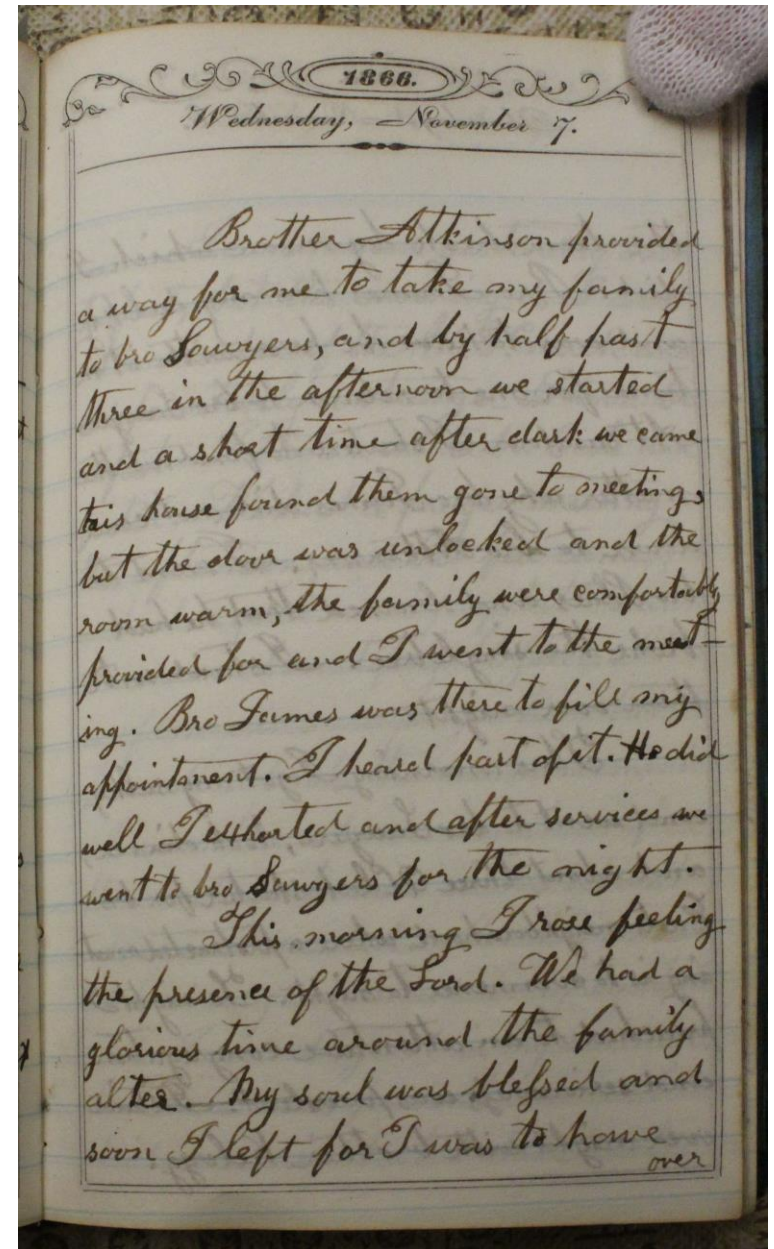 1866.
Wednesday, November 7.
Brother Atkinson provided
a way for me to take my family
to bro Sawyers, and by half past
three in the afternoon we started
and a short time after dark we came
tois house found them gone to meeting,
but the door was unlocked and the
room warm, the family were comfortably
provided for and I went to the meet-
ing. Bro James was there to fill my
appointment. I heard part of it. He did
well I exhorted and after services we
went to bro Sawyers for the night.
This morning I rose feeling
the presence of the Lord. We had a
glorious time around the family
alter. My soul was blessed and
soon I left for I was to have
over